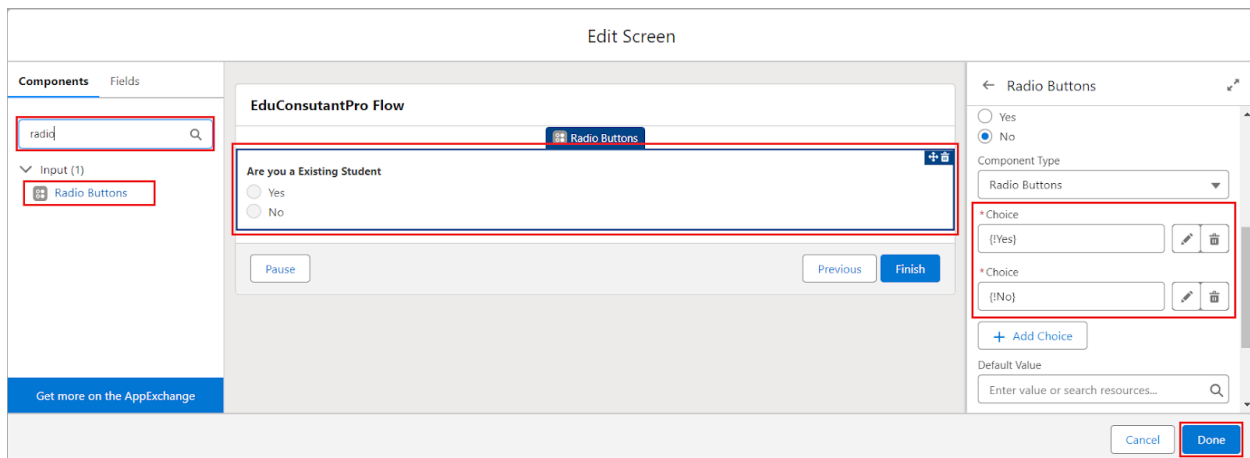 Edit Screen
Components
Fields
radio
Input (1)
Radio Buttons
Get more on the AppExchange
EduConsutantPro Flow
Radio Buttons
Are you a Existing Student
Yes
No
Pause
Previous
Finish
Radio Buttons
Yes
No
Component Type
Radio Buttons
*Choice
{!Yes}
*Choice
{!No}
+ Add Choice
Default Value
Enter value or search resources...
Cancel
Done